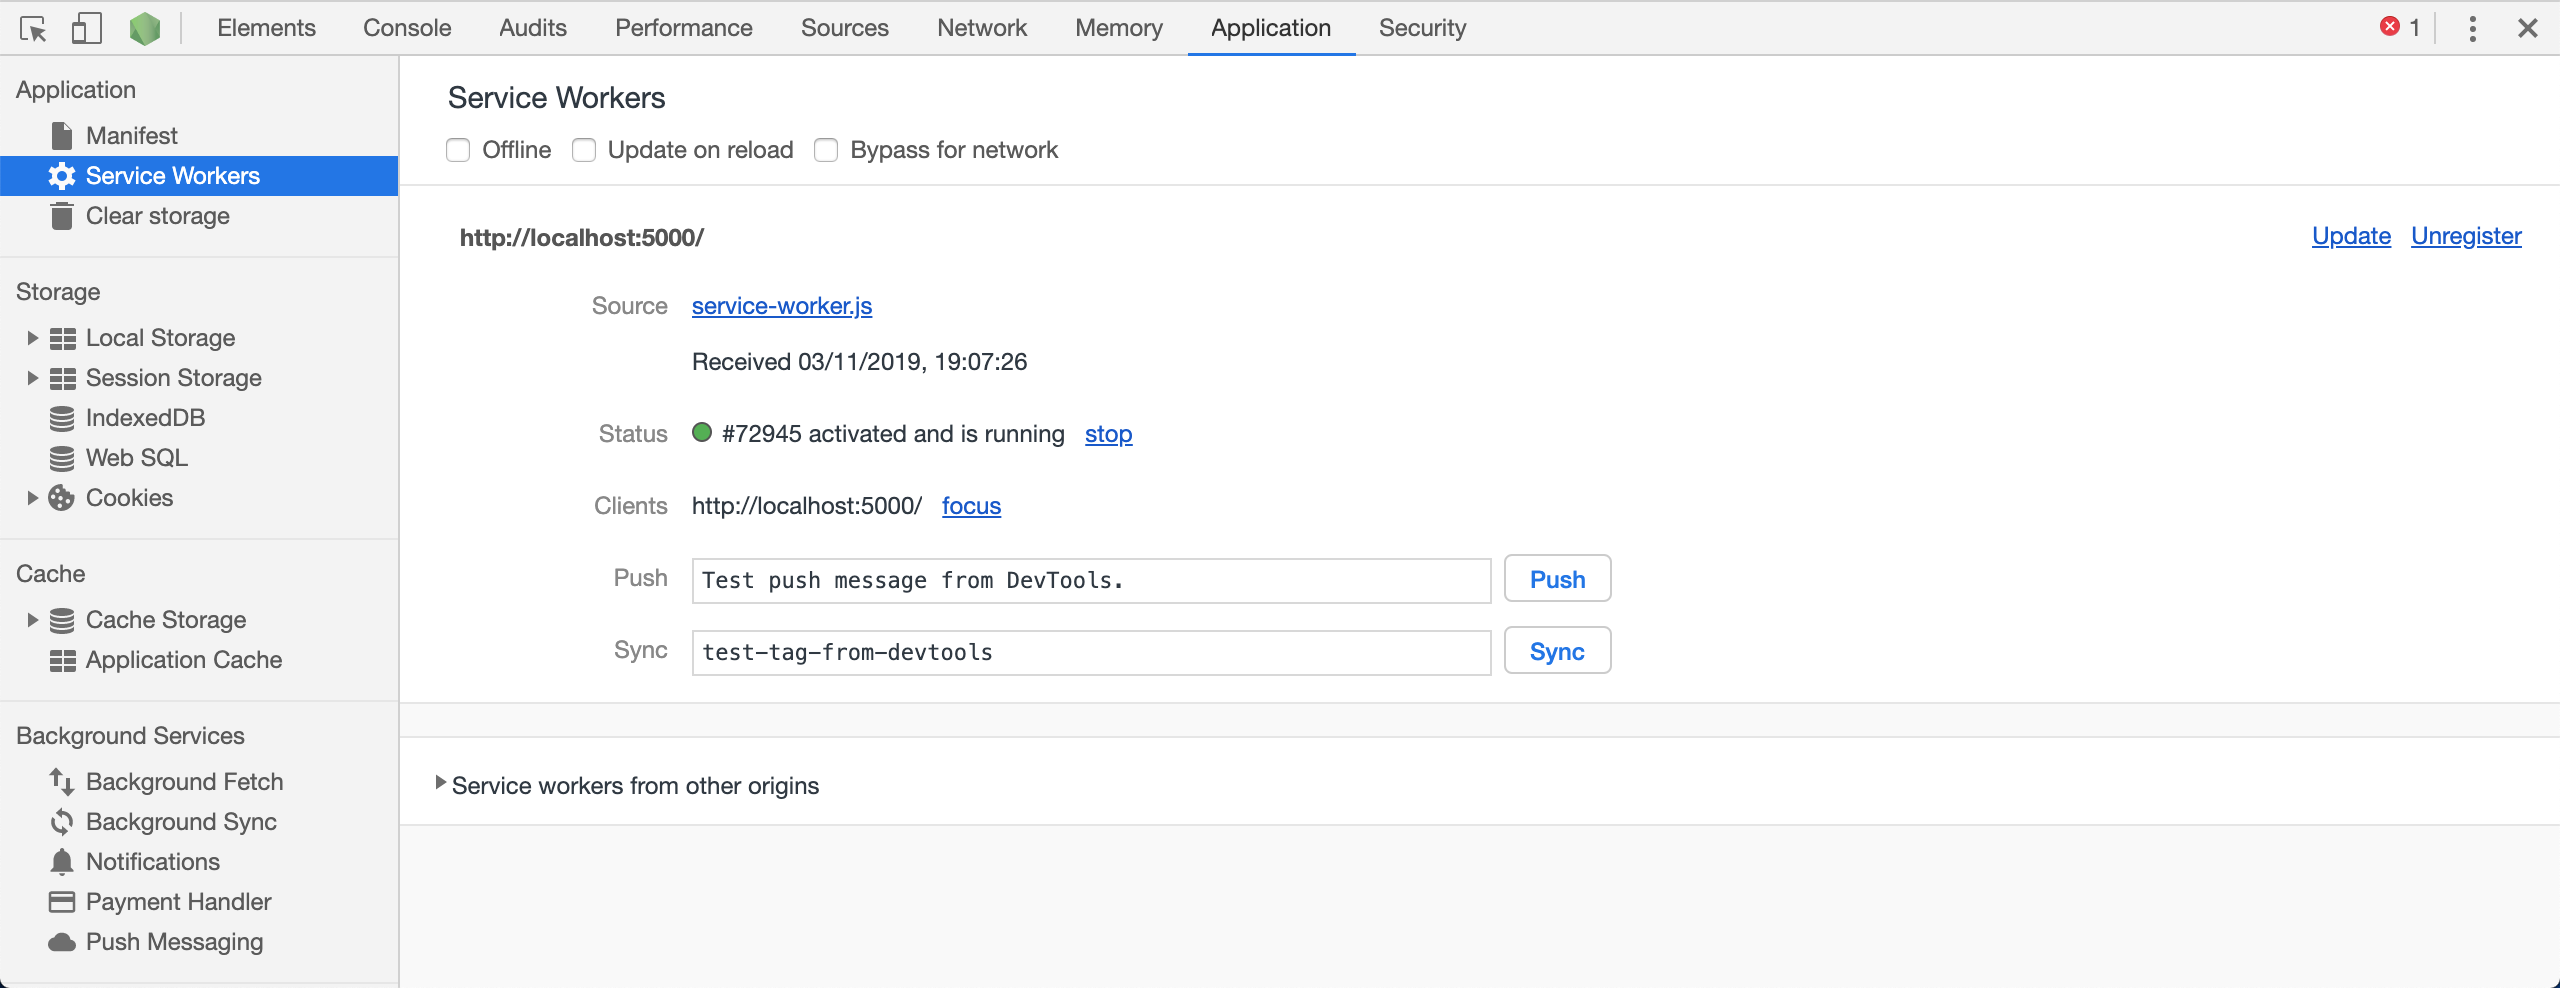 Elements Console Audits Performance Sources Network Memory Application Security 1
Application
Manifest
Service Workers
Clear storage
Storage
Local Storage
Session Storage
IndexedDB
Web SQL
Cookies
Cache
Cache Storage
Application Cache
Background Services
Background Fetch
Background Sync
Notifications
Payment Handler
Push Messaging
Service Workers
Offline Update on reload Bypass for network
http://localhost:5000/ Update Unregister
Source service-worker.js
Received 03/11/2019, 19:07:26
Status #72945 activated and is running stop
Clients http://localhost:5000/ focus
Push Test push message from DevTools. Push
Sync test-tag-from-devtools Sync
Service workers from other origins